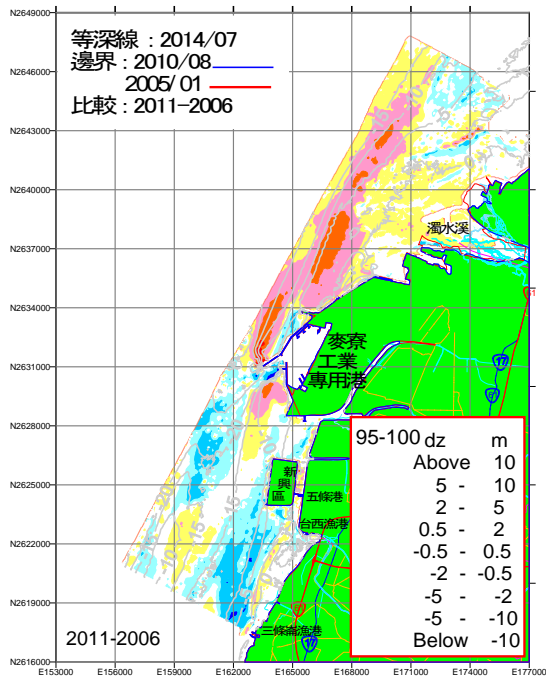 等深線 : 2014/07
邊界 : 2010/08
2005/ 01
比較 : 2011-2006
N2649000
N2646000
N2643000
N2640000
N2637000
N2634000
N2631000
N2628000
N2625000
N2622000
N2619000
N2616000
濁水溪
麥寮
工業
專用港
17
61
新
興
區
五條港
台西漁港
三條崙漁港
17
2011-2006
95-100 dz m
Above 10
5 - 10
2 - 5
0.5 - 2
-0.5 - 0.5
-2 - -0.5
-5 - -2
-5 - -10
Below -10
E153000 E156000 E159000 E162000 E165000 E168000 E171000 E174000 E177000